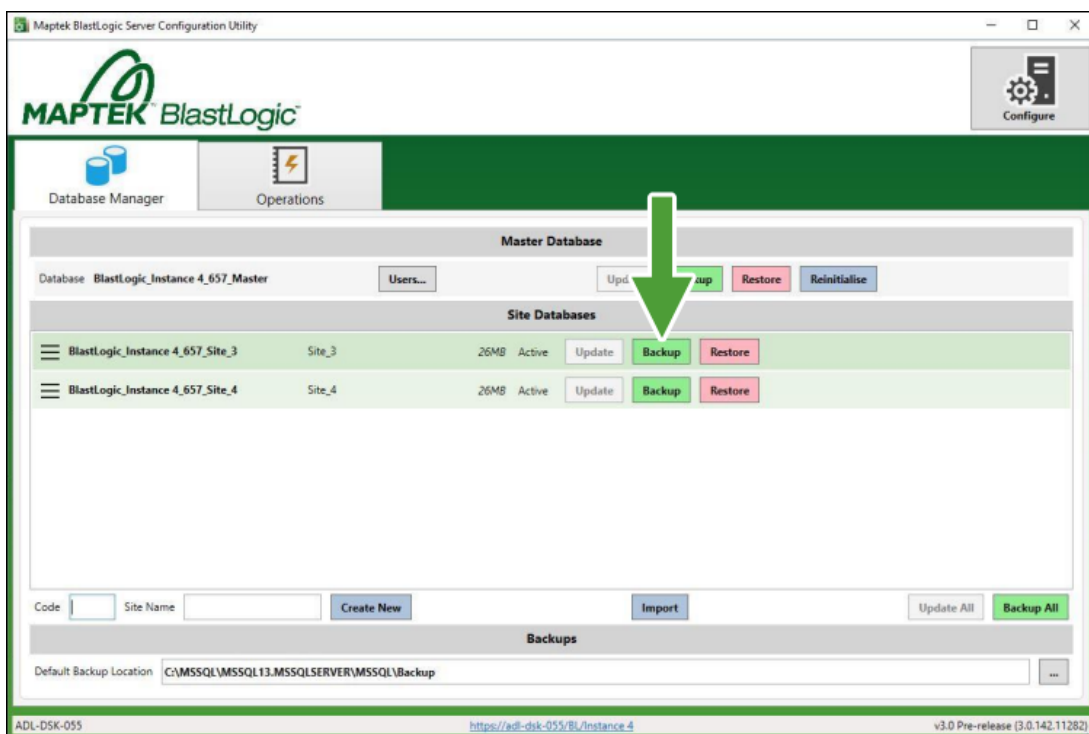 Maptek BlastLogic Server Configuration Utility
MAPTEK™ BlastLogic™
Configure
Database Manager
Operations
Master Database
Database BlastLogic_Instance 4_657_Master Users... Restore Reinitialise
Site Databases
BlastLogic_Instance 4_657_Site_3 Site_3 26MB Active Update Backup Restore
BlastLogic_Instance 4_657_Site_4 Site_4 26MB Active Update Backup Restore
Code Site Name Create New Import Update All Backup All
Backups
Default Backup Location C:\MSSQL\MSSQL13.MSSQLSERVER\MSSQL\Backup ...
ADL-DSK-055 https://adl-dsk-055/BL/Instance 4 v3.0 Pre-release (3.0.142.11282)